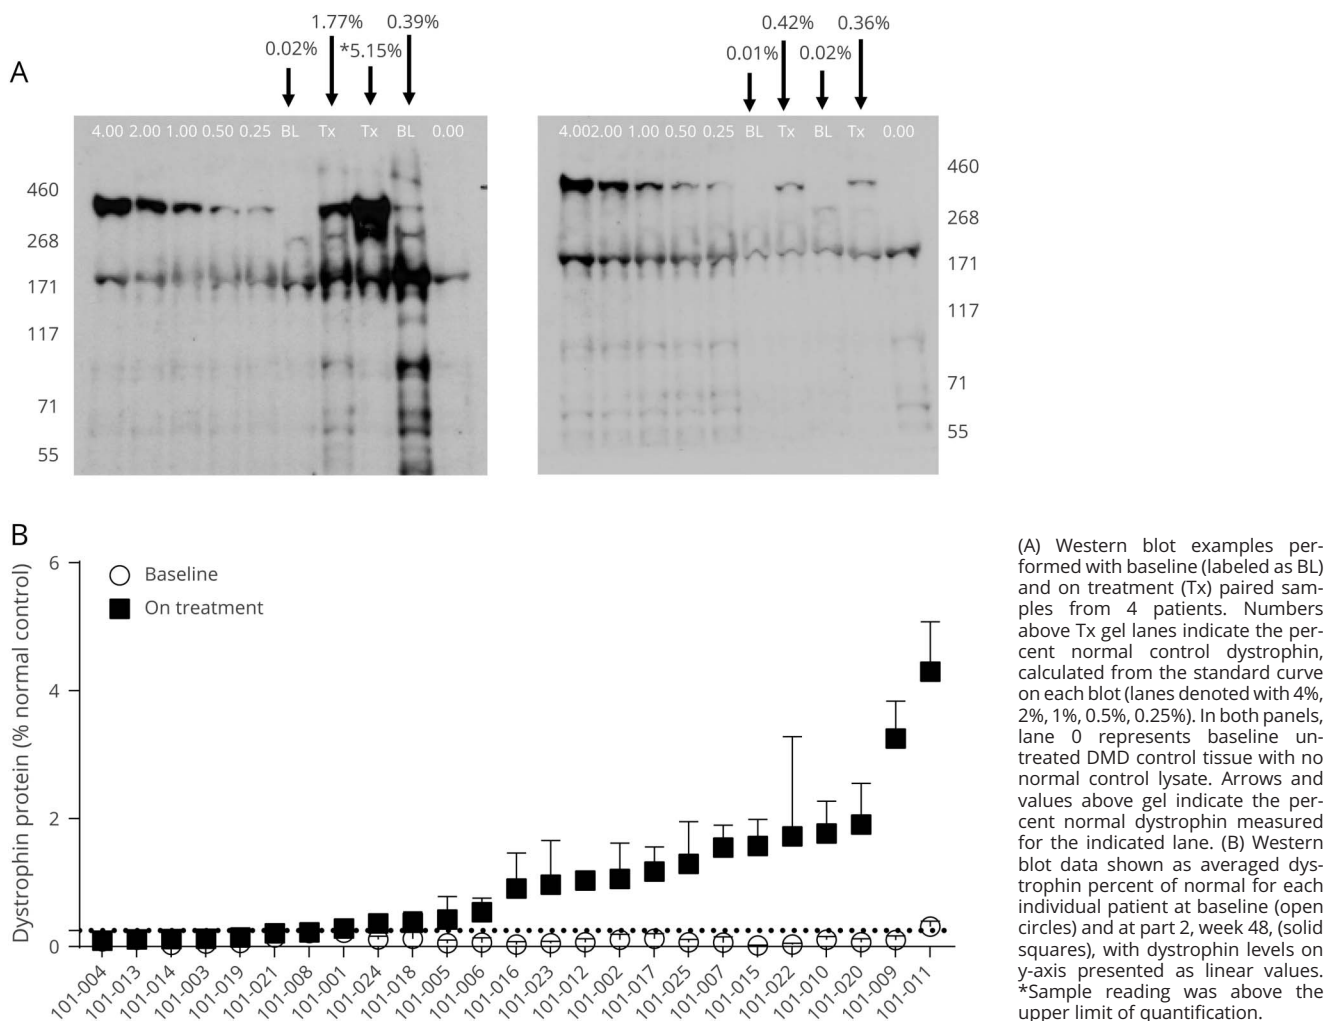 1.77% 0.39%
0.02% *5.15%
0.42% 0.36%
0.01% 0.02%
A
4.00 2.00 1.00 0.50 0.25 BL Tx Tx BL 0.00
4.002.00 1.00 0.50 0.25 BL Tx BL Tx 0.00
460
268
171
117
71
55
460
268
171
117
71
55
B
Dystrophin protein (% normal control)
6
4
2
0
Baseline
On treatment
101-004 101-013 101-014 101-003 101-019 101-021 101-008 101-001 101-024 101-018 101-005 101-006 101-016 101-023 101-012 101-002 101-017 101-025 101-007 101-015 101-022 101-010 101-020 101-009 101-011
(A) Western blot examples per-
formed with baseline (labeled as BL)
and on treatment (Tx) paired sam-
ples from 4 patients. Numbers
above Tx gel lanes indicate the per-
cent normal control dystrophin,
calculated from the standard curve
on each blot (lanes denoted with 4%,
2%, 1%, 0.5%, 0.25%). In both panels,
lane 0 represents baseline un-
treated DMD control tissue with no
normal control lysate. Arrows and
values above gel indicate the per-
cent normal dystrophin measured
for the indicated lane. (B) Western
blot data shown as averaged dys-
trophin percent of normal for each
individual patient at baseline (open
circles) and at part 2, week 48, (solid
squares), with dystrophin levels on
y-axis presented as linear values.
*Sample reading was above the
upper limit of quantification.